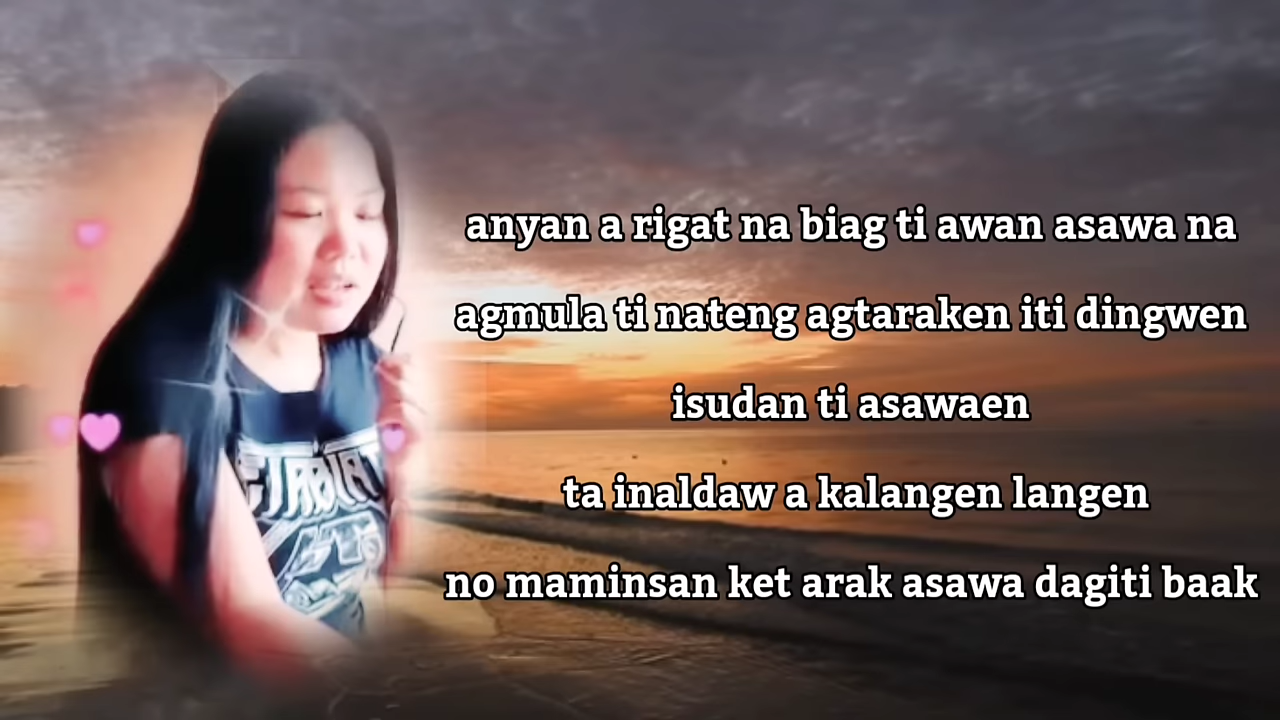 anyan a rigat na biag ti awan asawa na
agmula ti nateng agtaraken iti dingwen
isudan ti asawaen
ta inaldaw a kalangen langen
no maminsan ket arak asawa dagiti baak